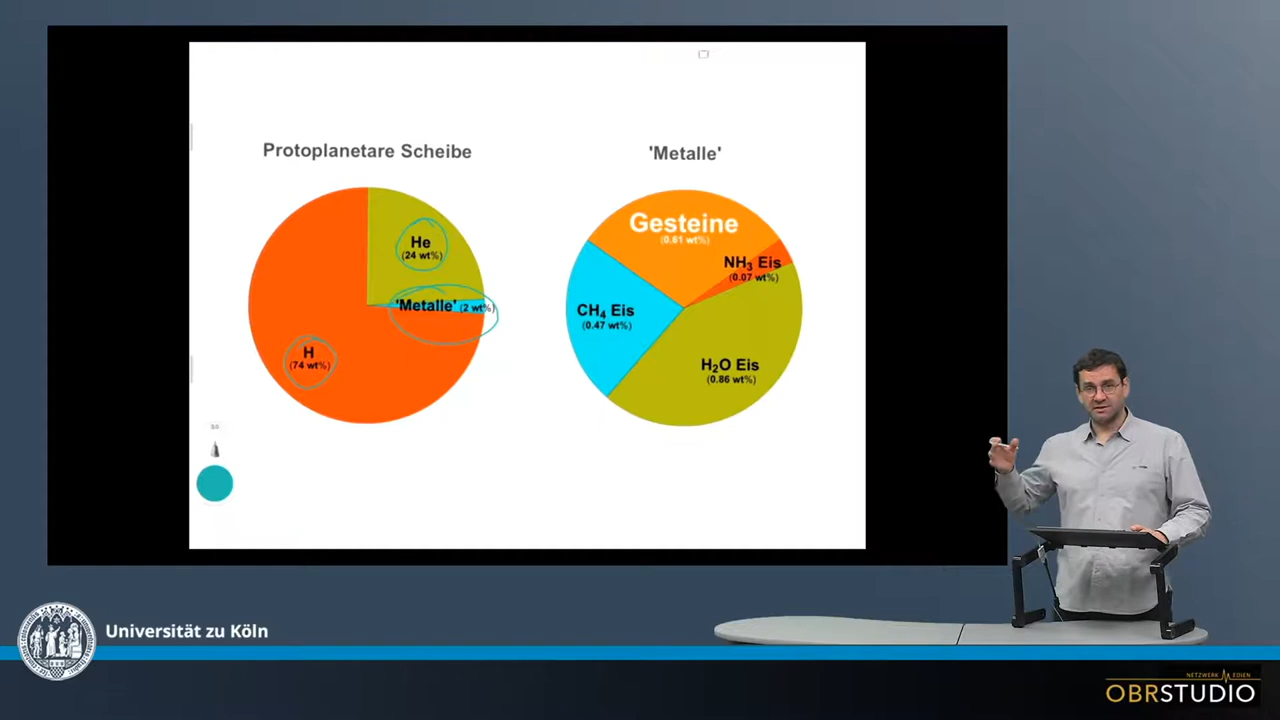 Protoplanetare Scheibe
He
(24 wt%)
'Metalle' (2 wt%)
H
(74 wt%)
'Metalle'
Gesteine
(0.61 wt%)
NH₃ Eis
(0.07 wt%)
CH₄ Eis
(0.47 wt%)
H₂O Eis
(0.86 wt%)
Universität zu Köln
NETZWERK MEDIEN
OBRSTUDIO